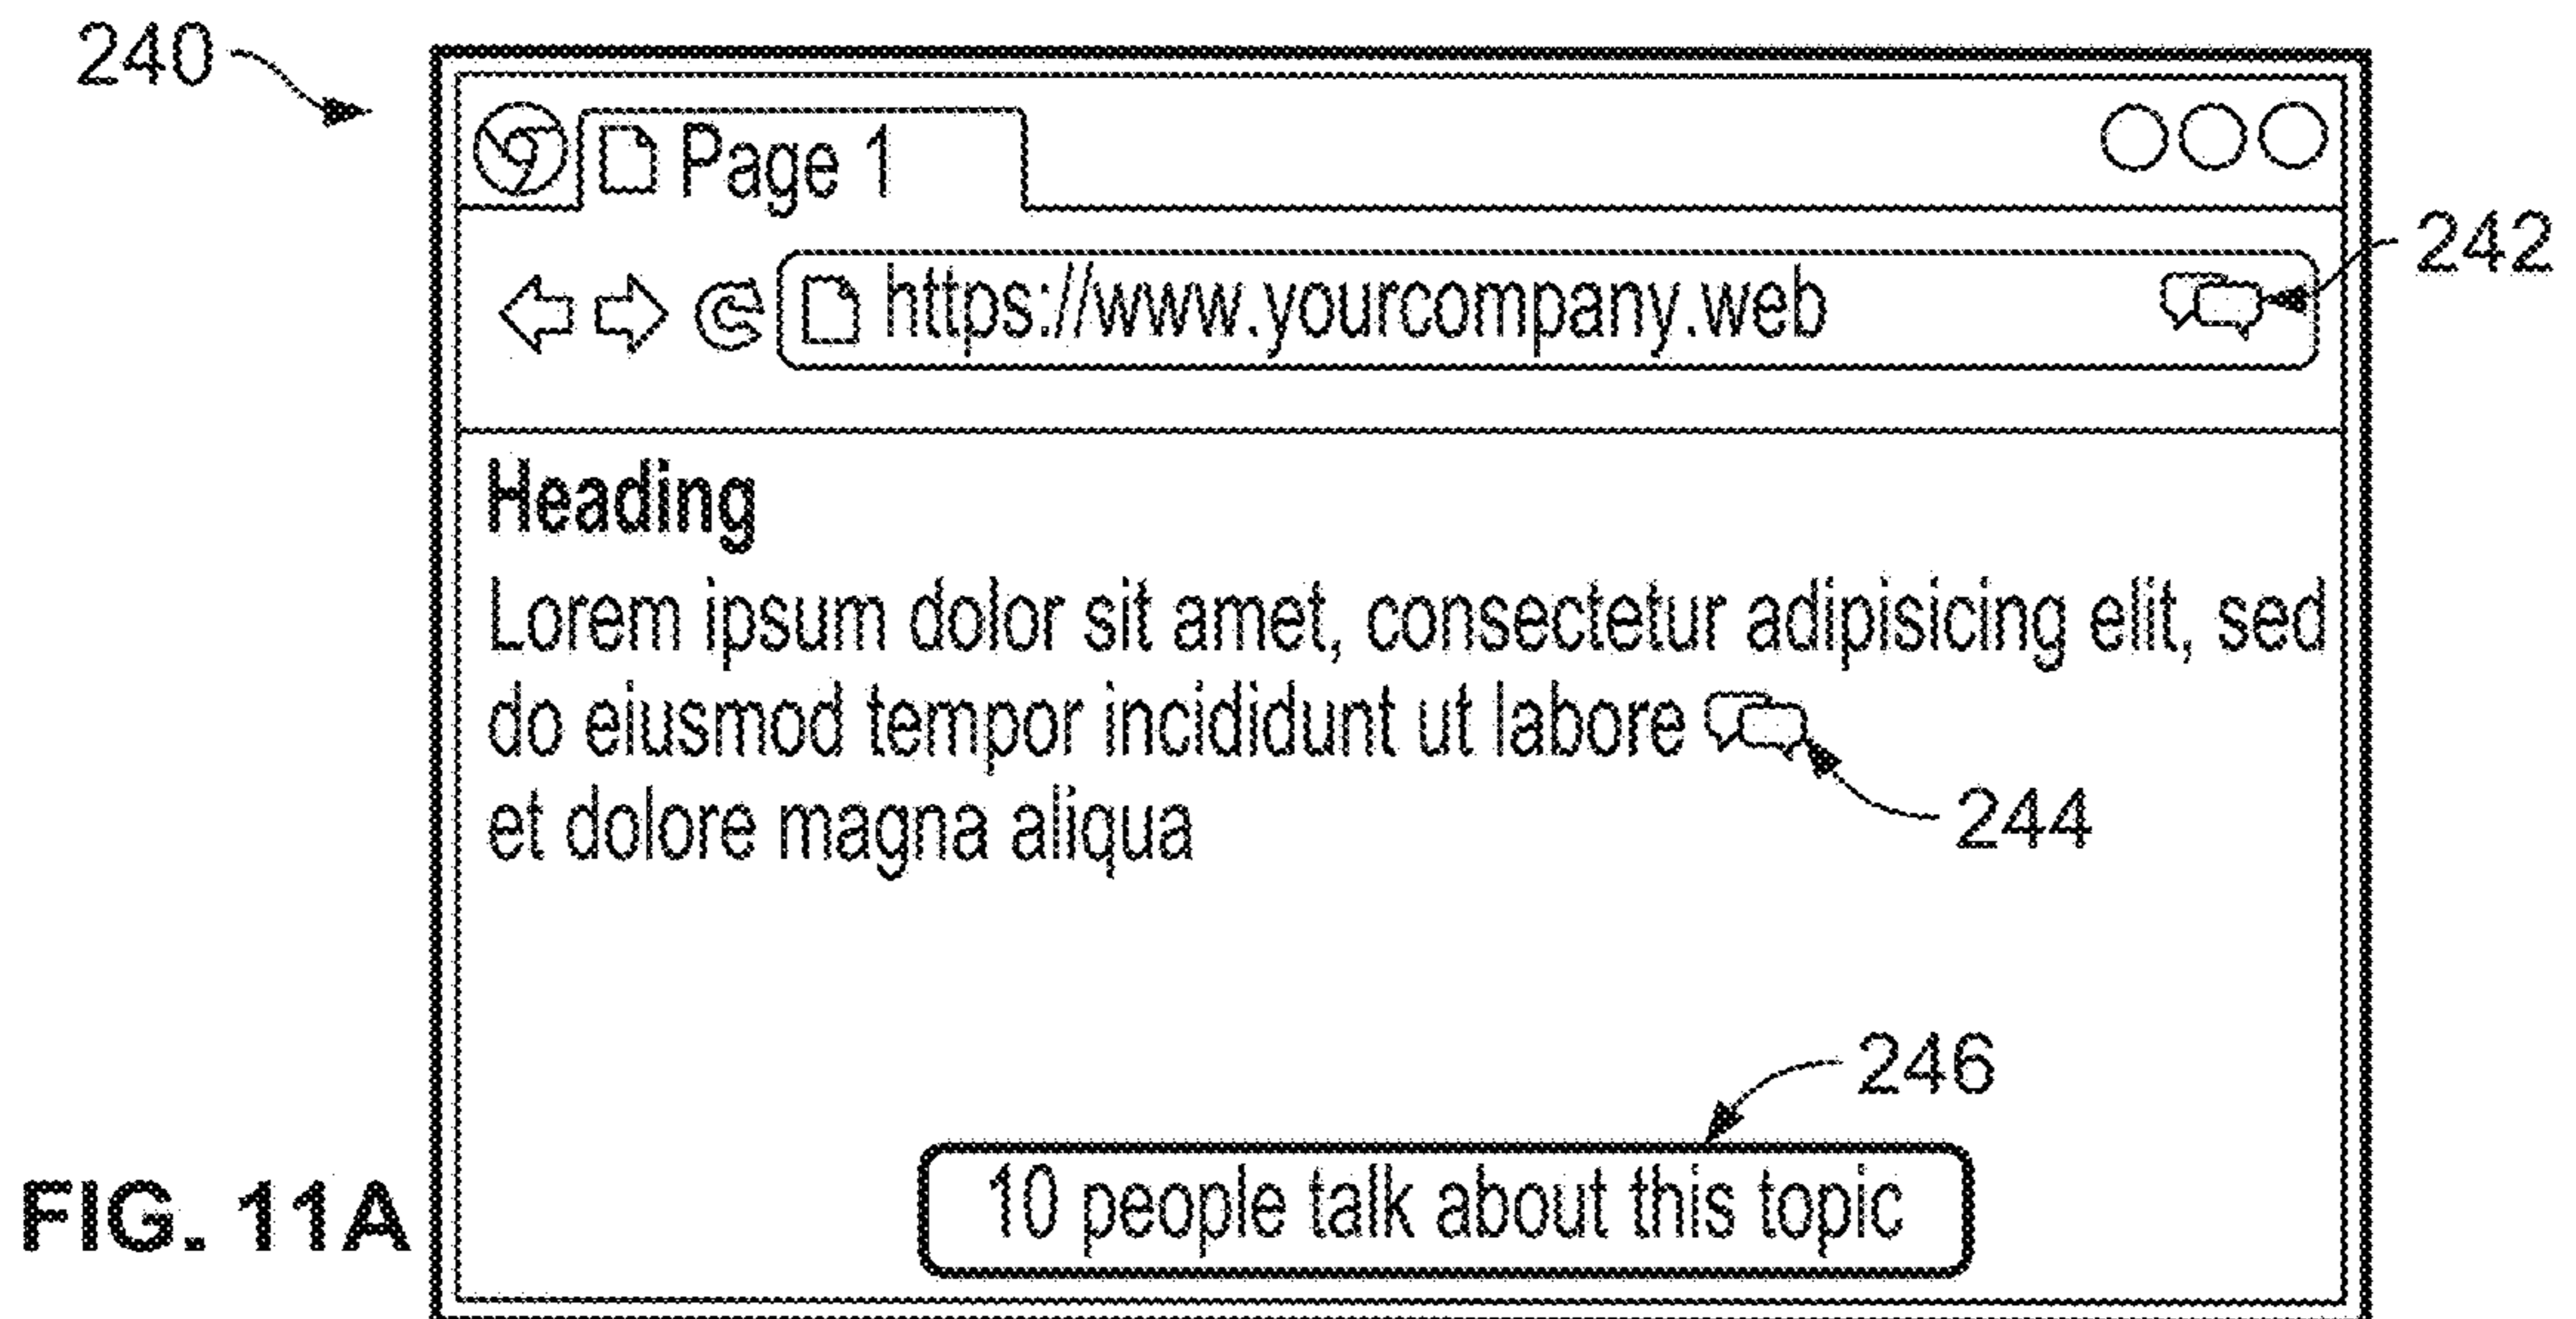 240
Page 1
https://www.yourcompany.web
242
Heading
Lorem ipsum dolor sit amet, consectetur adipisicing elit, sed
do eiusmod tempor incididunt ut labore
244
et dolore magna aliqua
246
10 people talk about this topic
FIG. 11A